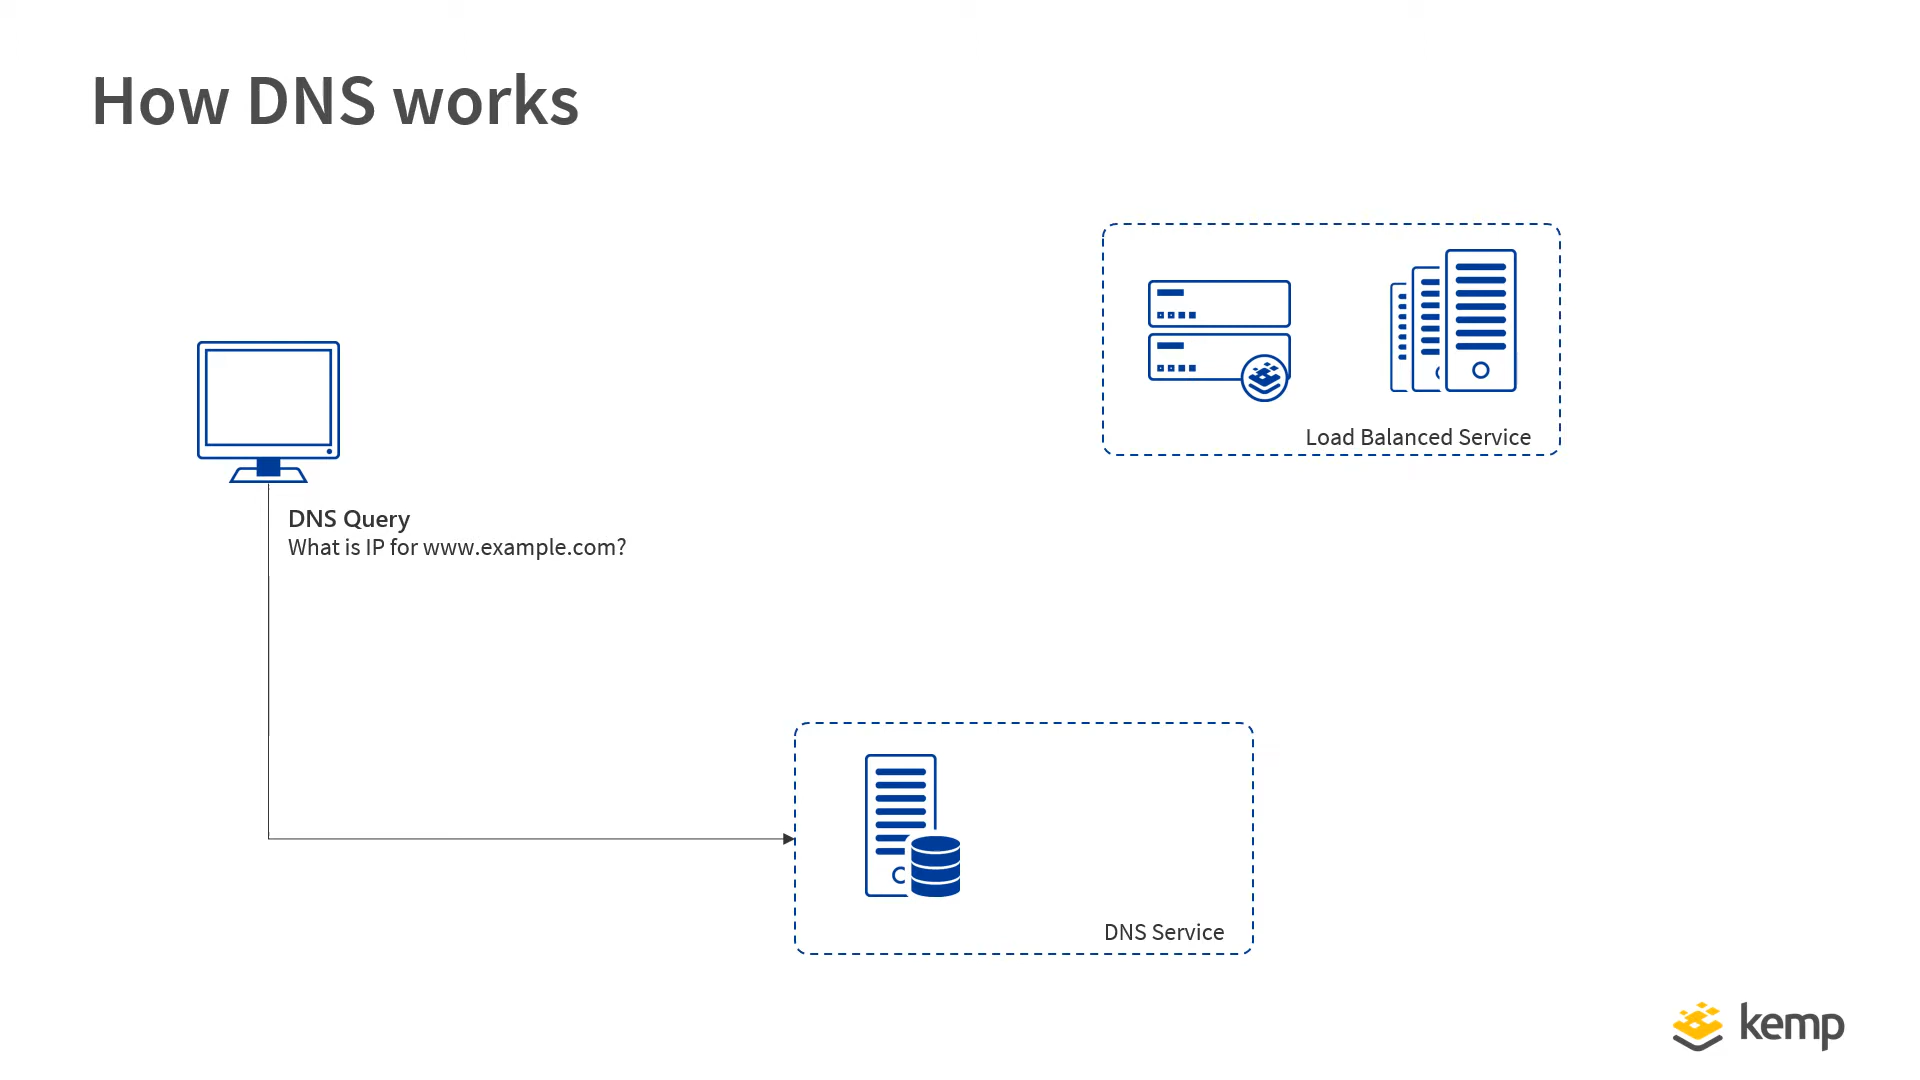 How DNS works
Load Balanced Service
DNS Query
What is IP for www.example.com?
DNS Service
kemp